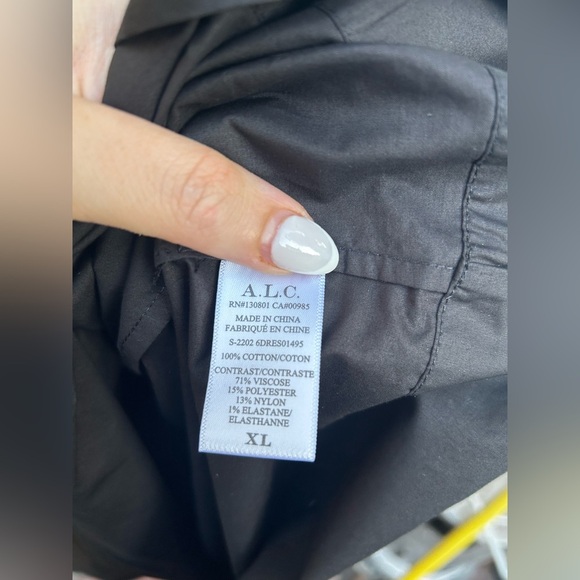 A.L.C.
RN#130801 CA#00985
MADE IN CHINA
FABRIQUÉ EN CHINE
S-2202 6DRES01495
100% COTTON/COTON
CONTRAST/CONTRASTE
71% VISCOSE
15% POLYESTER
13% NYLON
1% ELASTANE/
ELASTHANNE
XL